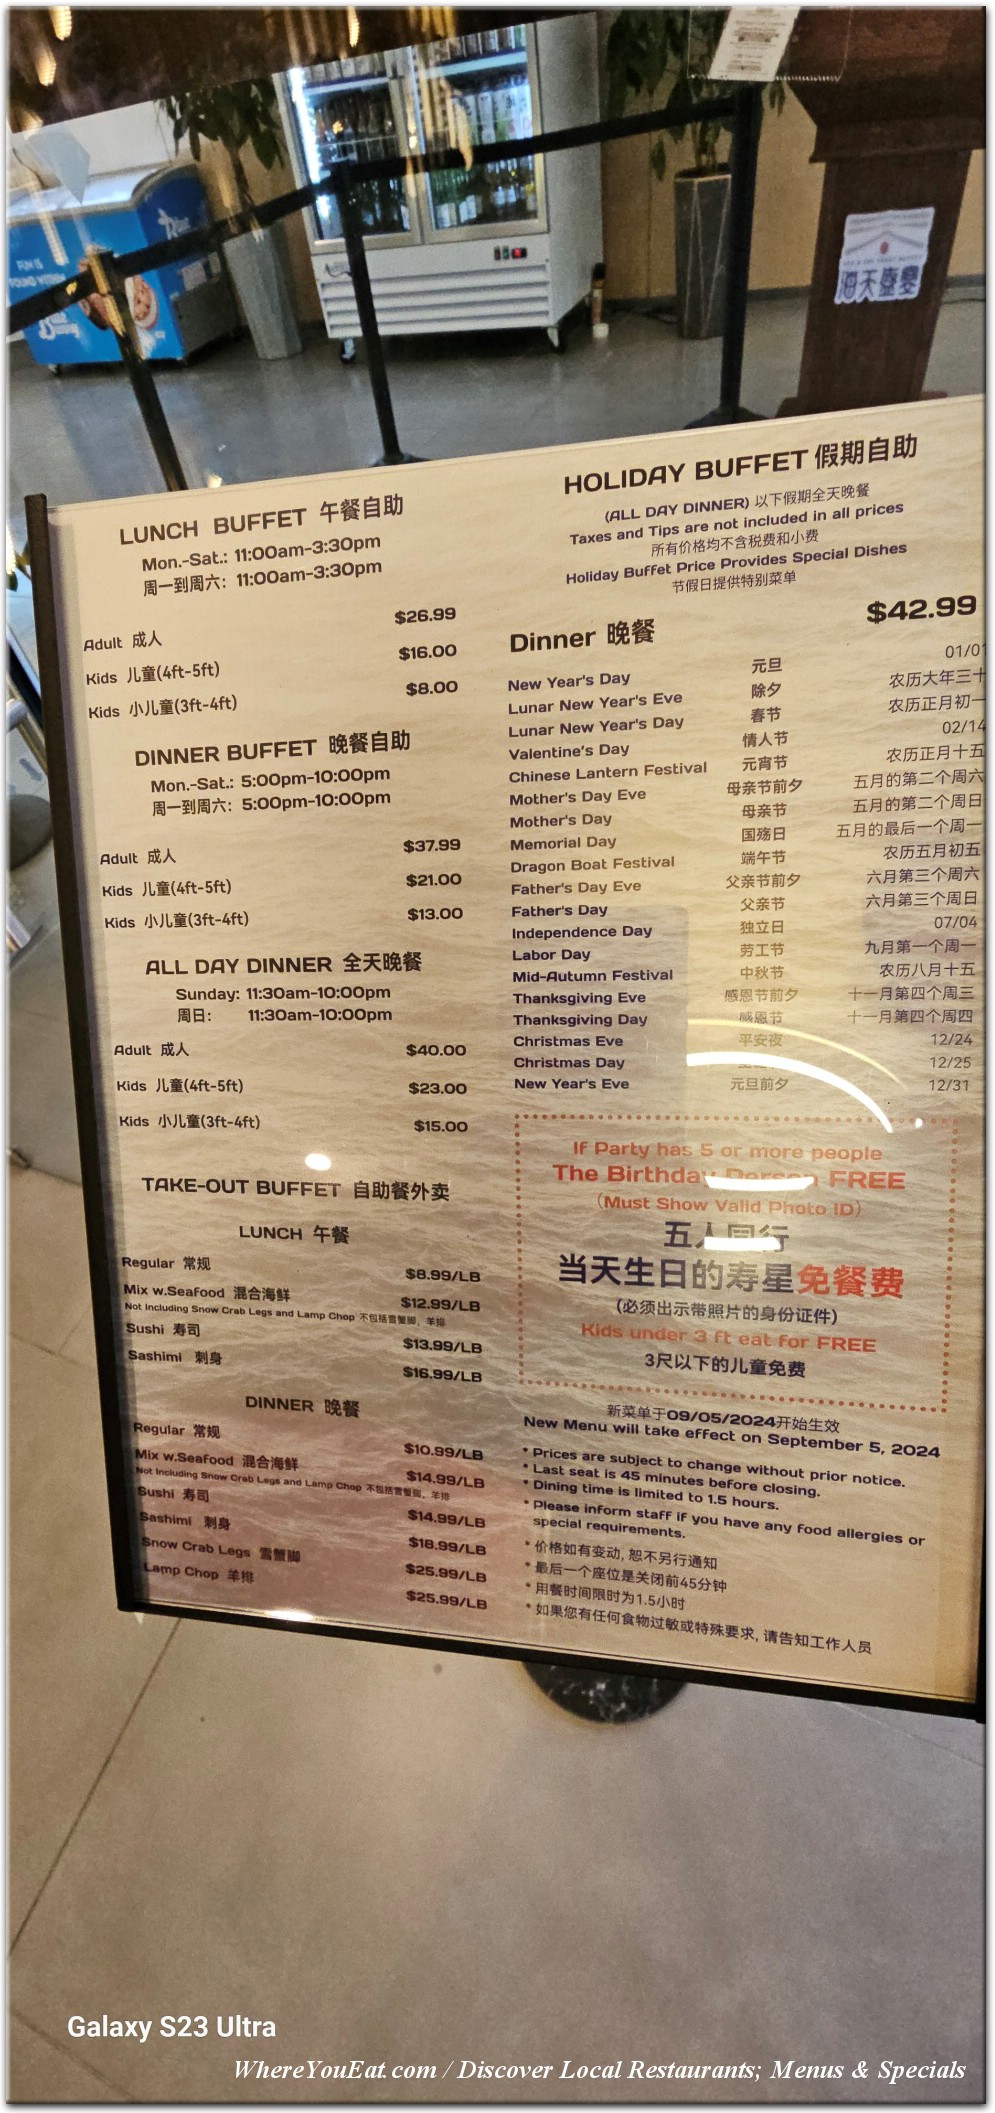 FUN IS
FOUND WITHIN
Blue
Bunny
海天盛宴
LUNCH BUFFET 午餐自助
Mon.-Sat.: 11:00am-3:30pm
周一到周六: 11:00am-3:30pm
Adult 成人 $26.99
Kids 儿童(4ft-5ft) $16.00
Kids 小儿童(3ft-4ft) $8.00
DINNER BUFFET 晚餐自助
Mon.-Sat.: 5:00pm-10:00pm
周一到周六: 5:00pm-10:00pm
Adult 成人 $37.99
Kids 儿童(4ft-5ft) $21.00
Kids 小儿童(3ft-4ft) $13.00
ALL DAY DINNER 全天晚餐
Sunday: 11:30am-10:00pm
周日: 11:30am-10:00pm
Adult 成人 $40.00
Kids 儿童(4ft-5ft) $23.00
Kids 小儿童(3ft-4ft) $15.00
TAKE-OUT BUFFET 自助餐外卖
LUNCH 午餐
Regular 常规 $8.99/LB
Mix w.Seafood 混合海鲜 $12.99/LB
Not Including Snow Crab Legs and Lamp Chop 不包括雪蟹脚, 羊排
Sushi 寿司 $13.99/LB
Sashimi 刺身 $16.99/LB
DINNER 晚餐
Regular 常规 $10.99/LB
Mix w.Seafood 混合海鲜 $14.99/LB
Not Including Snow Crab Legs and Lamp Chop 不包括雪蟹脚, 羊排
Sushi 寿司 $14.99/LB
Sashimi 刺身 $18.99/LB
Snow Crab Legs 雪蟹脚 $25.99/LB
Lamp Chop 羊排 $25.99/LB
HOLIDAY BUFFET 假期自助
(ALL DAY DINNER) 以下假期全天晚餐
Taxes and Tips are not included in all prices
所有价格均不含税费和小费
Holiday Buffet Price Provides Special Dishes
节假日提供特别菜单
Dinner 晚餐 $42.99
New Year's Day 元旦 01/01
Lunar New Year's Eve 除夕 农历大年三十
Lunar New Year's Day 春节 农历正月初一
Valentine's Day 情人节 02/14
Chinese Lantern Festival 元宵节 农历正月十五
Mother's Day Eve 母亲节前夕 五月的第二个周六
Mother's Day 母亲节 五月的第二个周日
Memorial Day 国殇日 五月的最后一个周一
Dragon Boat Festival 端午节 农历五月初五
Father's Day Eve 父亲节前夕 六月第三个周六
Father's Day 父亲节 六月第三个周日
Independence Day 独立日 07/04
Labor Day 劳工节 九月第一个周一
Mid-Autumn Festival 中秋节 农历八月十五
Thanksgiving Eve 感恩节前夕 十一月第四个周三
Thanksgiving Day 感恩节 十一月第四个周四
Christmas Eve 平安夜 12/24
Christmas Day 12/25
New Year's Eve 元旦前夕 12/31
If Party has 5 or more people
The Birthday Person FREE
(Must Show Valid Photo ID)
五人同行
当天生日的寿星免餐费
(必须出示带照片的身份证件)
Kids under 3 ft eat for FREE
3尺以下的儿童免费
新菜单于09/05/2024开始生效
New Menu will take effect on September 5, 2024
* Prices are subject to change without prior notice.
* Last seat is 45 minutes before closing.
* Dining time is limited to 1.5 hours.
* Please inform staff if you have any food allergies or
special requirements.
* 价格如有变动, 恕不另行通知
* 最后一个座位是关闭前45分钟
* 用餐时间限时为1.5小时
* 如果您有任何食物过敏或特殊要求, 请告知工作人员
Galaxy S23 Ultra
WhereYouEat.com / Discover Local Restaurants; Menus & Specials